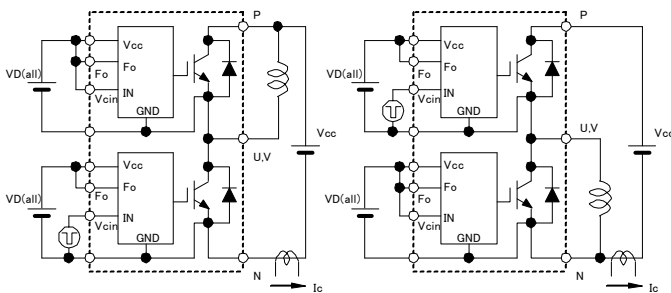 P
Vcc
Fo
IN
Vcin
GND
VD(all)
U,V
Vcc
Vcc
Fo
IN
Vcin
GND
VD(all)
N
Ic
P
Vcc
Fo
IN
Vcin
GND
VD(all)
U,V
Vcc
Vcc
Fo
IN
Vcin
GND
VD(all)
N
Ic